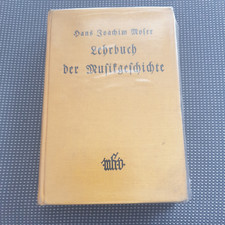 Hans Joachim Moser
Lehrbuch
der Musikgeschichte